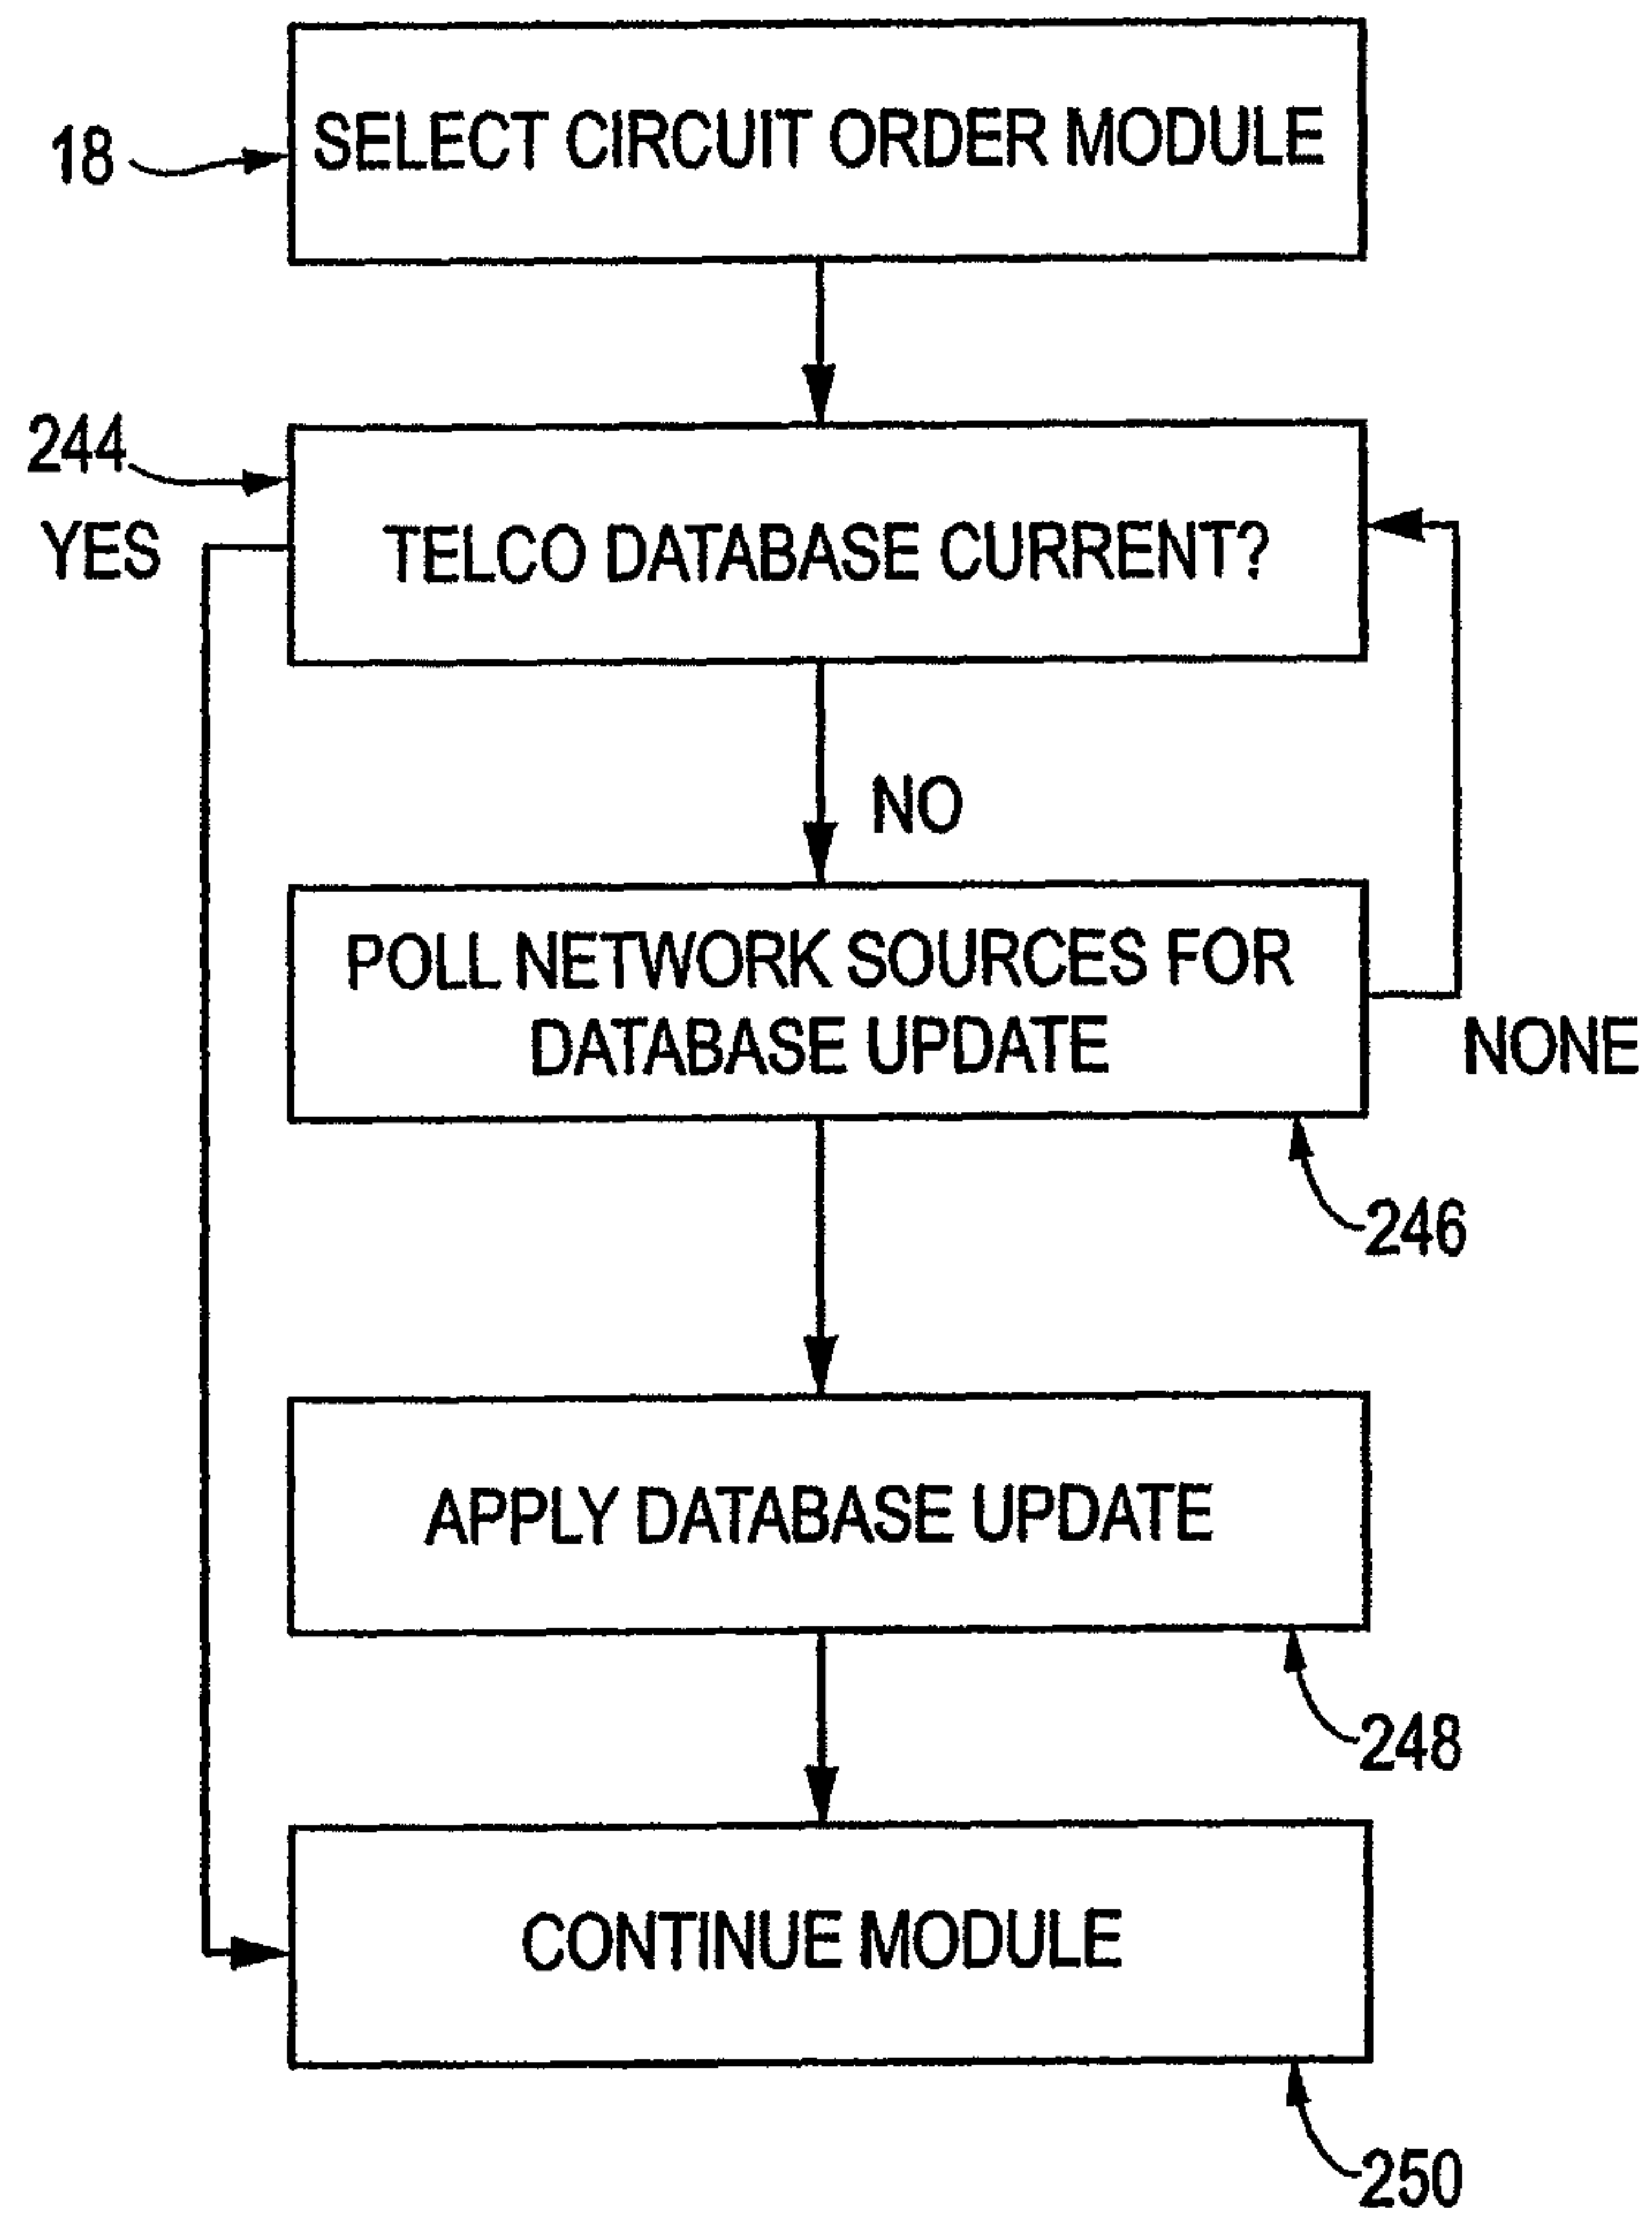 SELECT CIRCUIT ORDER MODULE
18
244
YES
TELCO DATABASE CURRENT?
NO
POLL NETWORK SOURCES FOR
DATABASE UPDATE
NONE
246
APPLY DATABASE UPDATE
248
CONTINUE MODULE
250